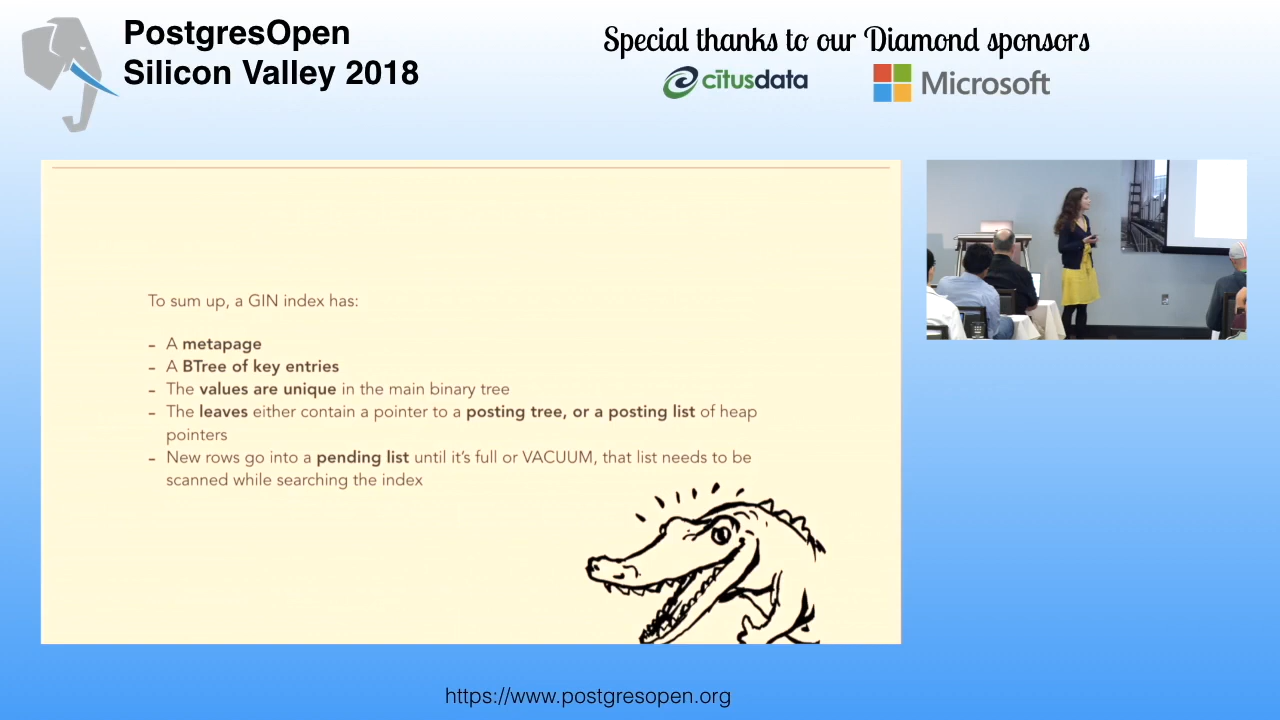 PostgresOpen
Silicon Valley 2018
Special thanks to our Diamond sponsors
citusdata
Microsoft
To sum up, a GIN index has:
- A metapage
- A BTree of key entries
- The values are unique in the main binary tree
- The leaves either contain a pointer to a posting tree, or a posting list of heap
pointers
- New rows go into a pending list until it's full or VACUUM, that list needs to be
scanned while searching the index
https://www.postgresopen.org